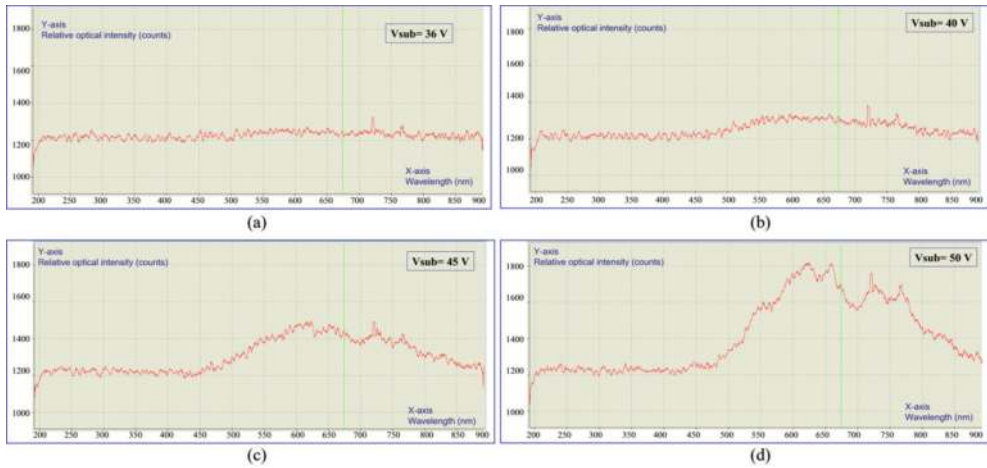 Y-axis
Relative optical intensity (counts)
Vsub= 36 V
1800
1600
1400
1200
1000
X-axis
Wavelength (nm)
200 250 300 350 400 450 500 550 600 650 700 750 800 850 900
(a)
Y-axis
Relative optical intensity (counts)
Vsub= 40 V
1800
1600
1400
1200
1000
X-axis
Wavelength (nm)
200 250 300 350 400 450 500 550 600 650 700 750 800 850 900
(b)
Y-axis
Relative optical intensity (counts)
Vsub= 45 V
1800
1600
1400
1200
1000
X-axis
Wavelength (nm)
200 250 300 350 400 450 500 550 600 650 700 750 800 850 900
(c)
Y-axis
Relative optical intensity (counts)
Vsub= 50 V
1800
1600
1400
1200
1000
X-axis
Wavelength (nm)
200 250 300 350 400 450 500 550 600 650 700 750 800 850 900
(d)